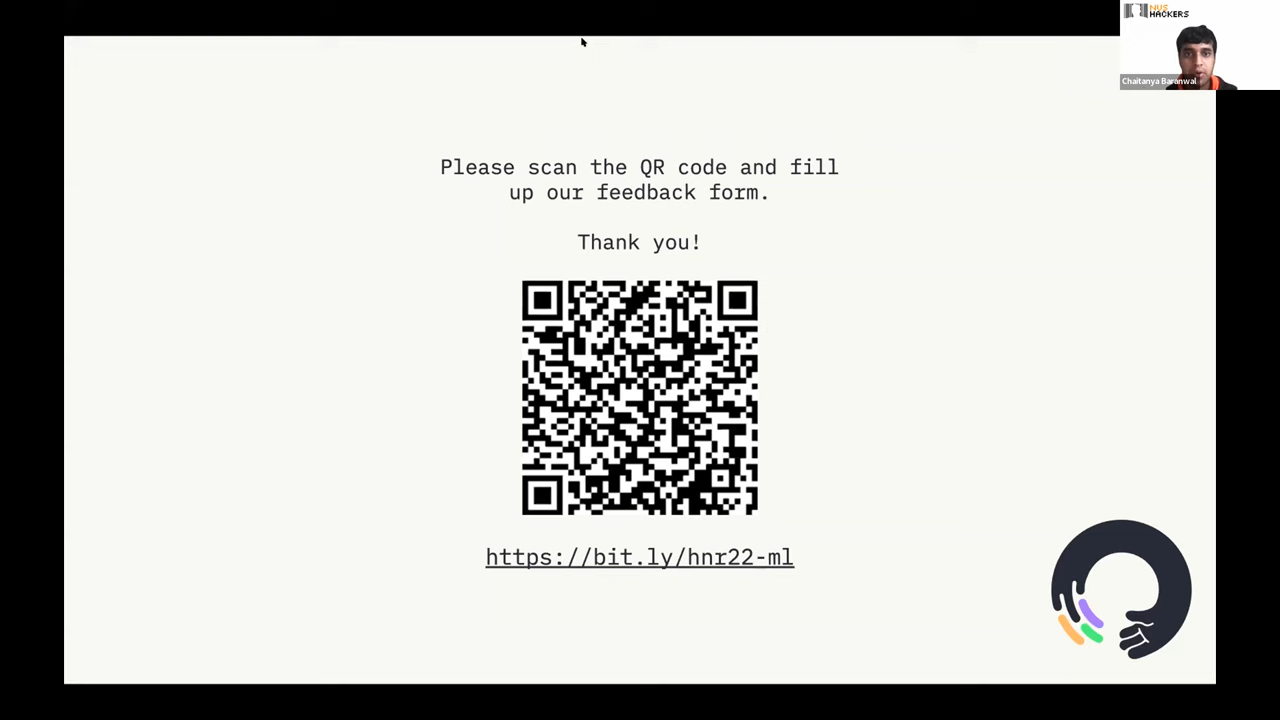 NUS
HACKERS
Chaitanya Baranwal
Please scan the QR code and fill
up our feedback form.
Thank you!
https://bit.ly/hnr22-ml